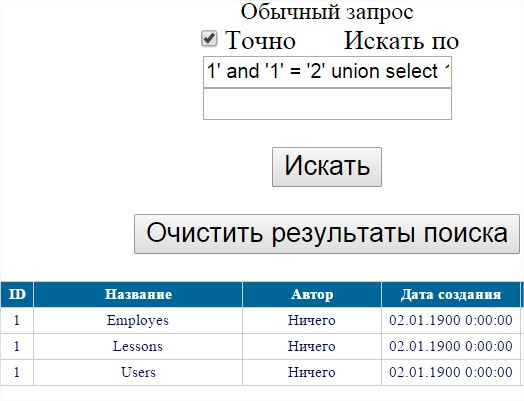 Обычный запрос
Точно Искать по
1' and '1' = '2' union select
Искать
Очистить результаты поиска
ID Название Автор Дата создания
1 Employes Ничего 02.01.1900 0:00:00
1 Lessons Ничего 02.01.1900 0:00:00
1 Users Ничего 02.01.1900 0:00:00